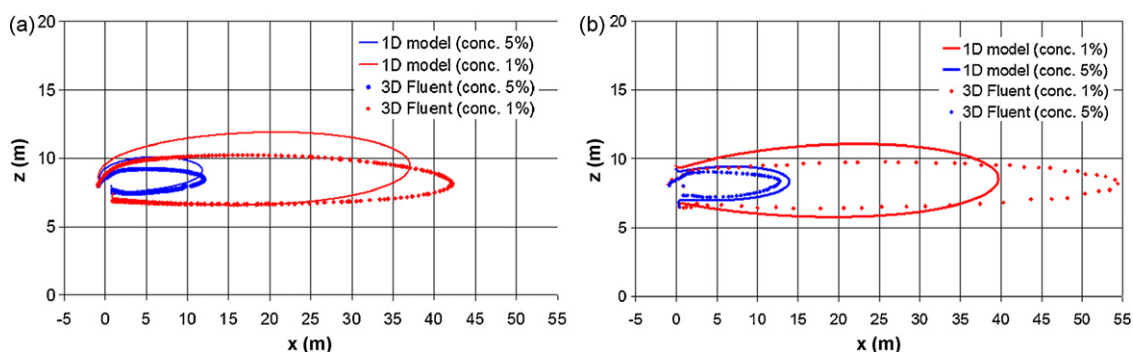 (a)
20
15
10
5
0
z (m)
-5 0 5 10 15 20 25 30 35 40 45 50 55
x (m)
1D model (conc. 5%)
1D model (conc. 1%)
3D Fluent (conc. 5%)
3D Fluent (conc. 1%)
(b)
20
15
10
5
0
z (m)
-5 0 5 10 15 20 25 30 35 40 45 50 55
x (m)
1D model (conc. 1%)
1D model (conc. 5%)
3D Fluent (conc. 1%)
3D Fluent (conc. 5%)